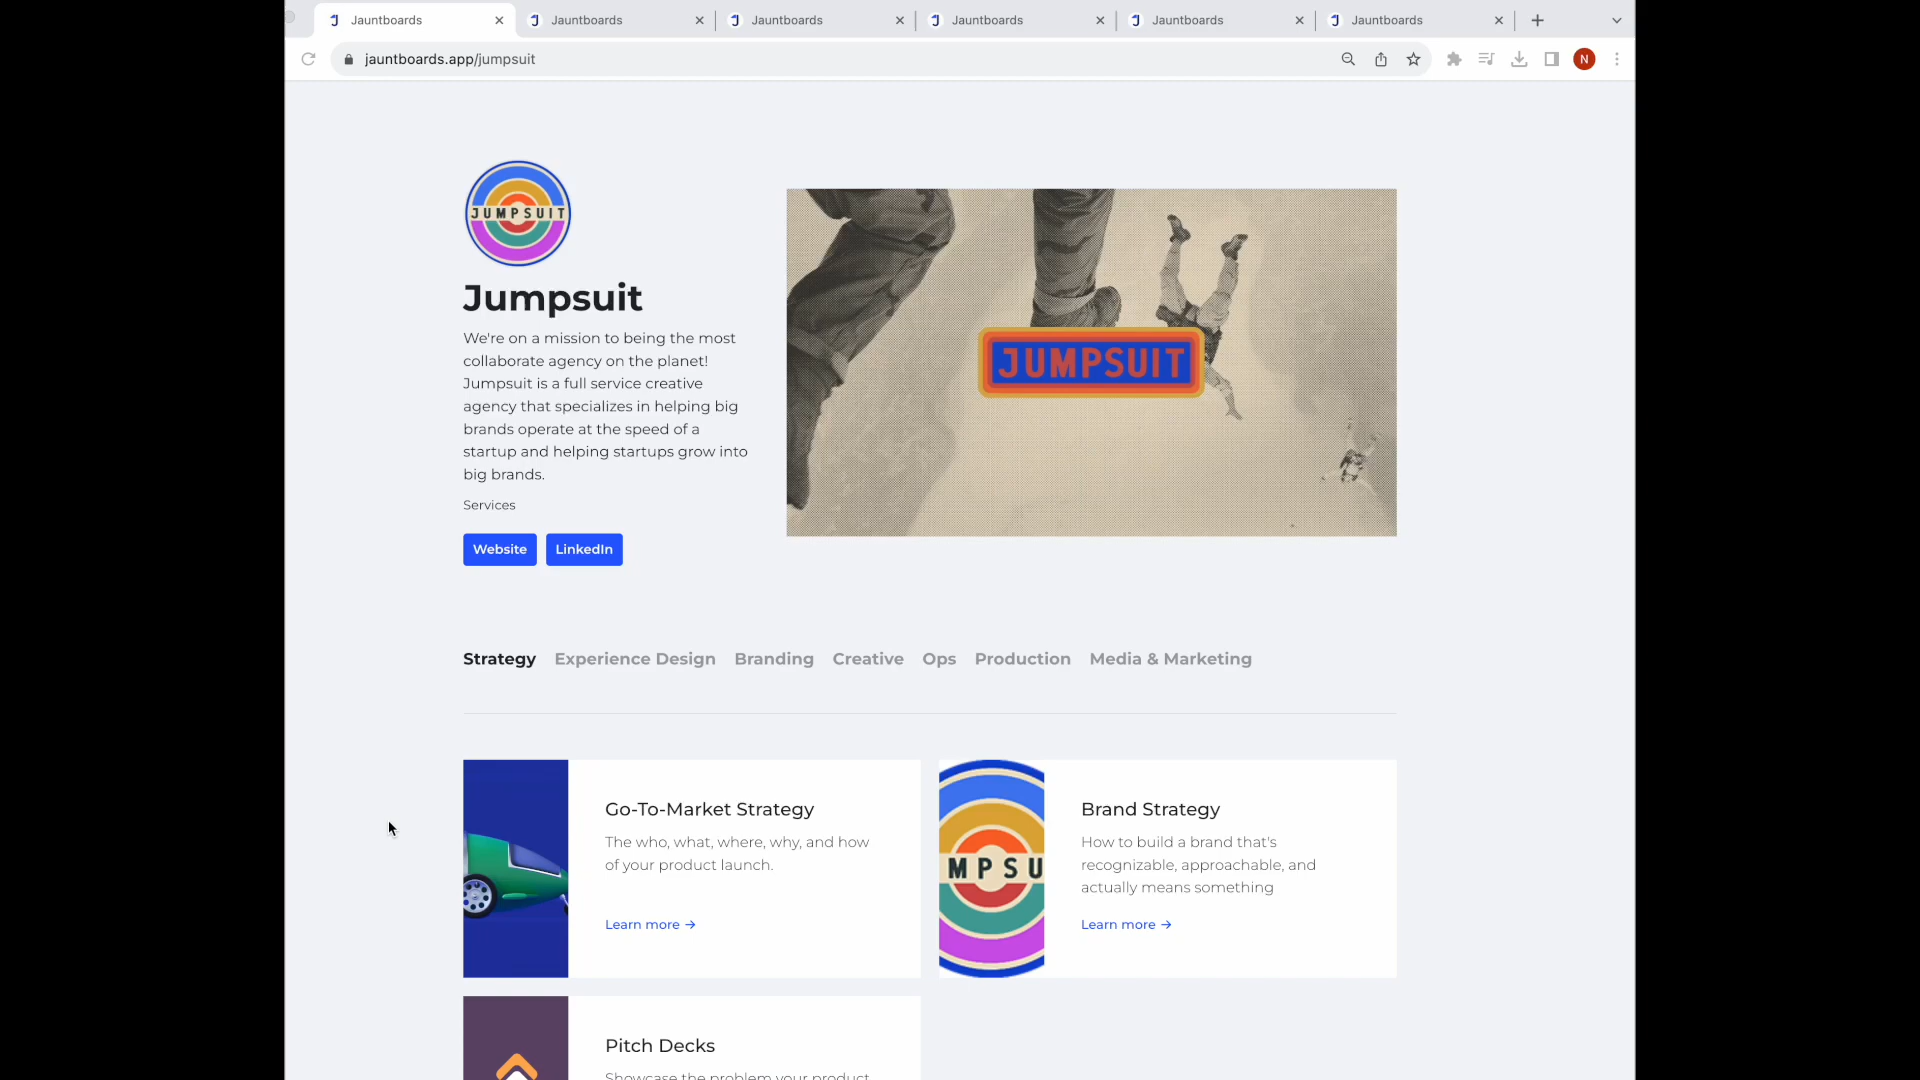 Jauntboards Jauntboards Jauntboards Jauntboards Jauntboards Jauntboards
jauntboards.app/jumpsuit
N
JUMPSUIT
Jumpsuit
We're on a mission to being the most
collaborate agency on the planet!
Jumpsuit is a full service creative
agency that specializes in helping big
brands operate at the speed of a
startup and helping startups grow into
big brands.
Services
Website LinkedIn
JUMPSUIT
Strategy Experience Design Branding Creative Ops Production Media & Marketing
Go-To-Market Strategy
The who, what, where, why, and how
of your product launch.
Learn more →
MPSU
Brand Strategy
How to build a brand that's
recognizable, approachable, and
actually means something
Learn more →
Pitch Decks
Showcase the problem your product